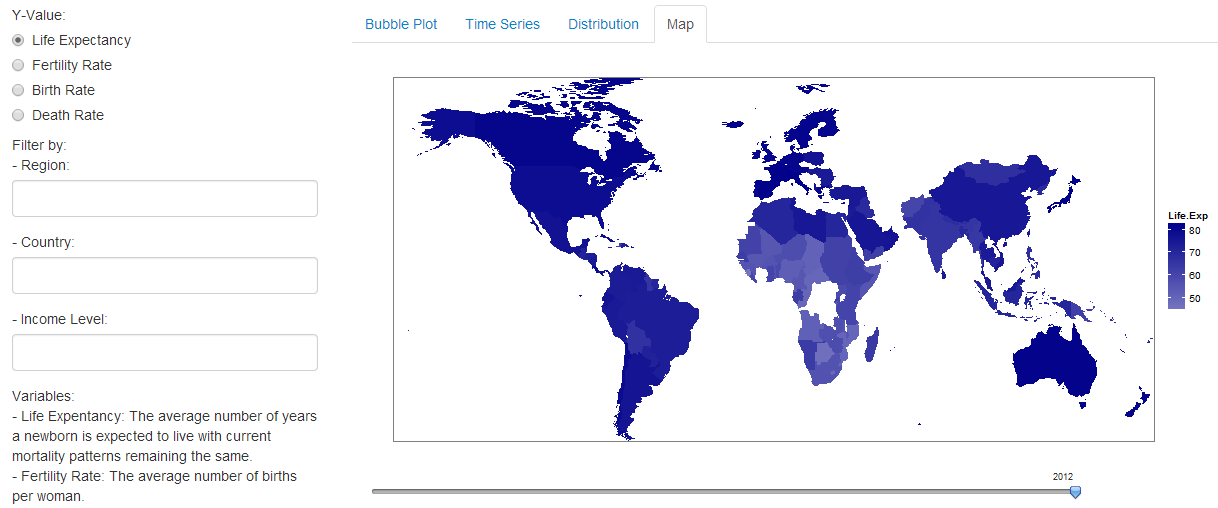 Y-Value:
Life Expectancy
Fertility Rate
Birth Rate
Death Rate
Filter by:
- Region:
- Country:
- Income Level:
Variables:
- Life Expentancy: The average number of years
a newborn is expected to live with current
mortality patterns remaining the same.
- Fertility Rate: The average number of births
per woman.
Bubble Plot Time Series Distribution Map
Life.Exp
80
70
60
50
2012